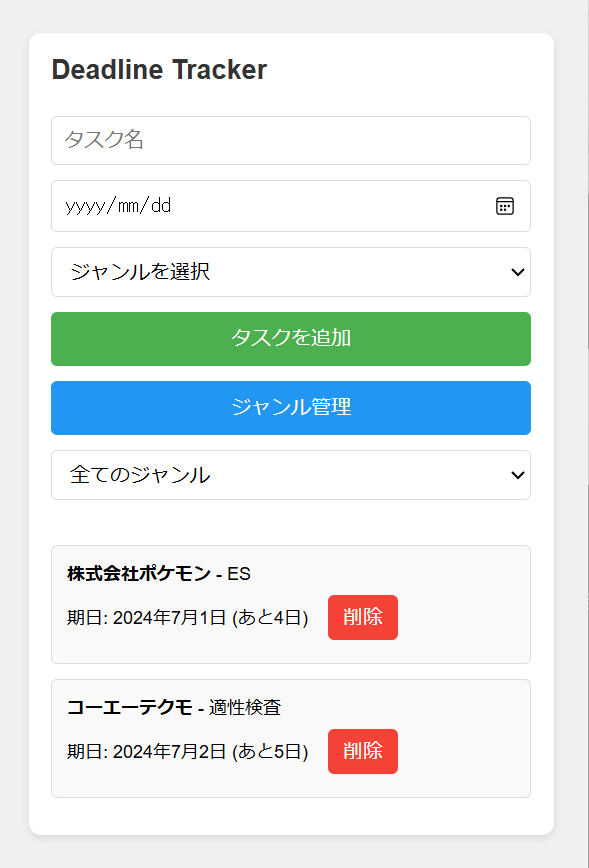 Deadline Tracker
タスク名
yyyy/mm/dd
ジャンルを選択
タスクを追加
ジャンル管理
全てのジャンル
株式会社ポケモン - ES
期日: 2024年7月1日 (あと4日) 削除
コーエーテクモ - 適性検査
期日: 2024年7月2日 (あと5日) 削除